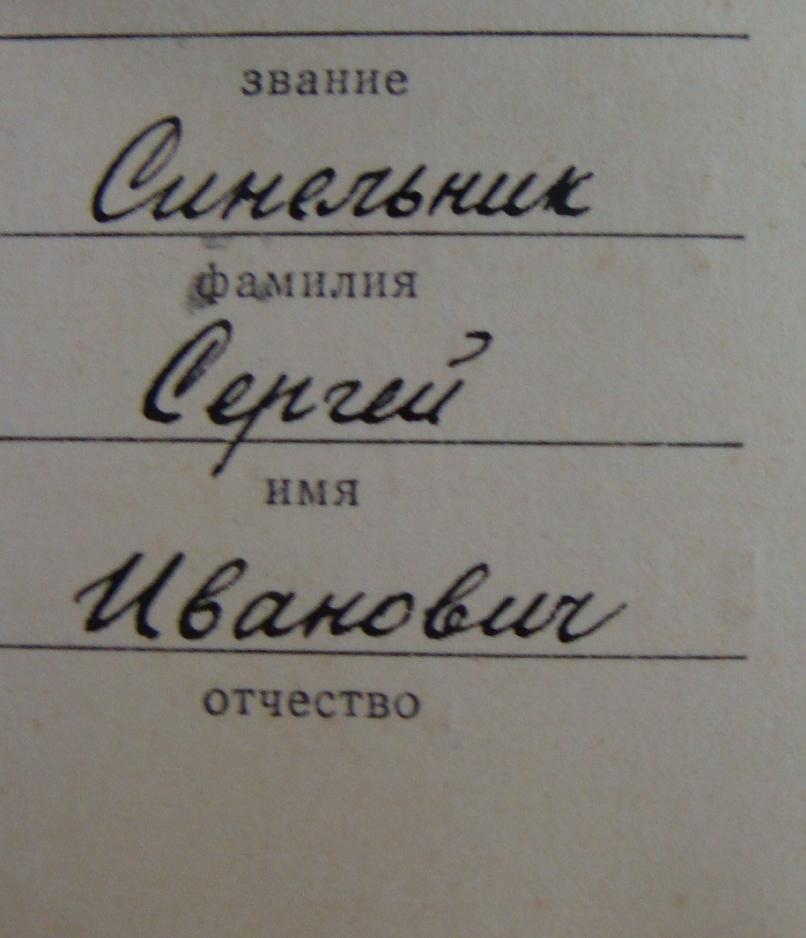 звание
Синельник
фамилия
Сергей
имя
Иванович
отчество